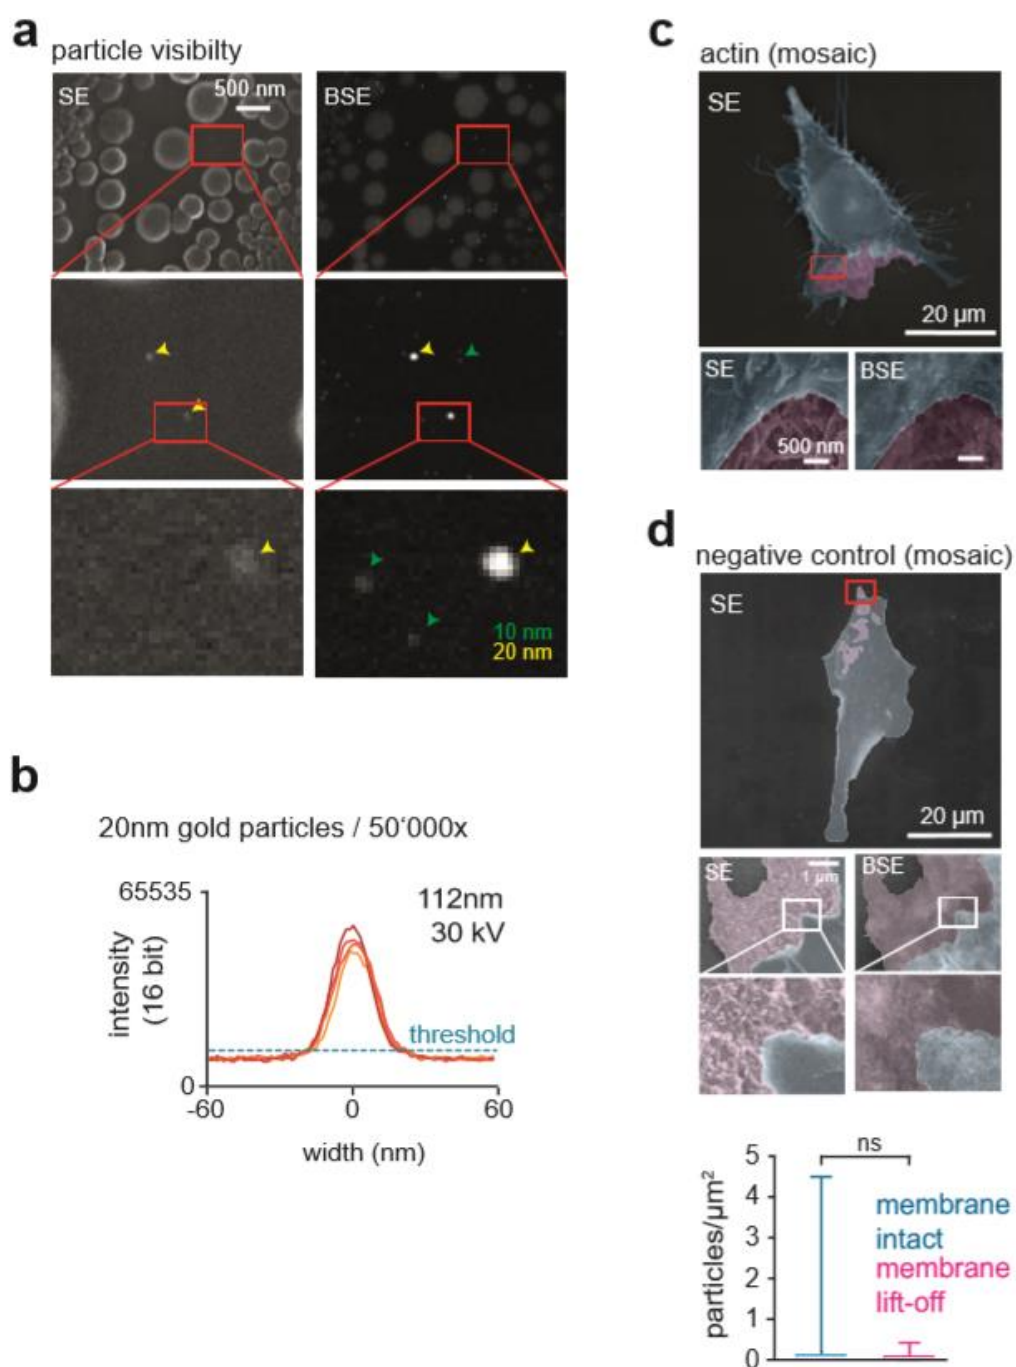 a
particle visibilty
SE
500 nm
BSE
10 nm
20 nm
b
20nm gold particles / 50'000x
65535
112nm
30 kV
intensity
(16 bit)
threshold
0
-60
0
60
width (nm)
c
actin (mosaic)
SE
20 µm
SE
500 nm
BSE
d
negative control (mosaic)
SE
20 µm
SE
1 µm
BSE
ns
5
4
3
2
1
0
particles/µm²
membrane
intact
membrane
lift-off